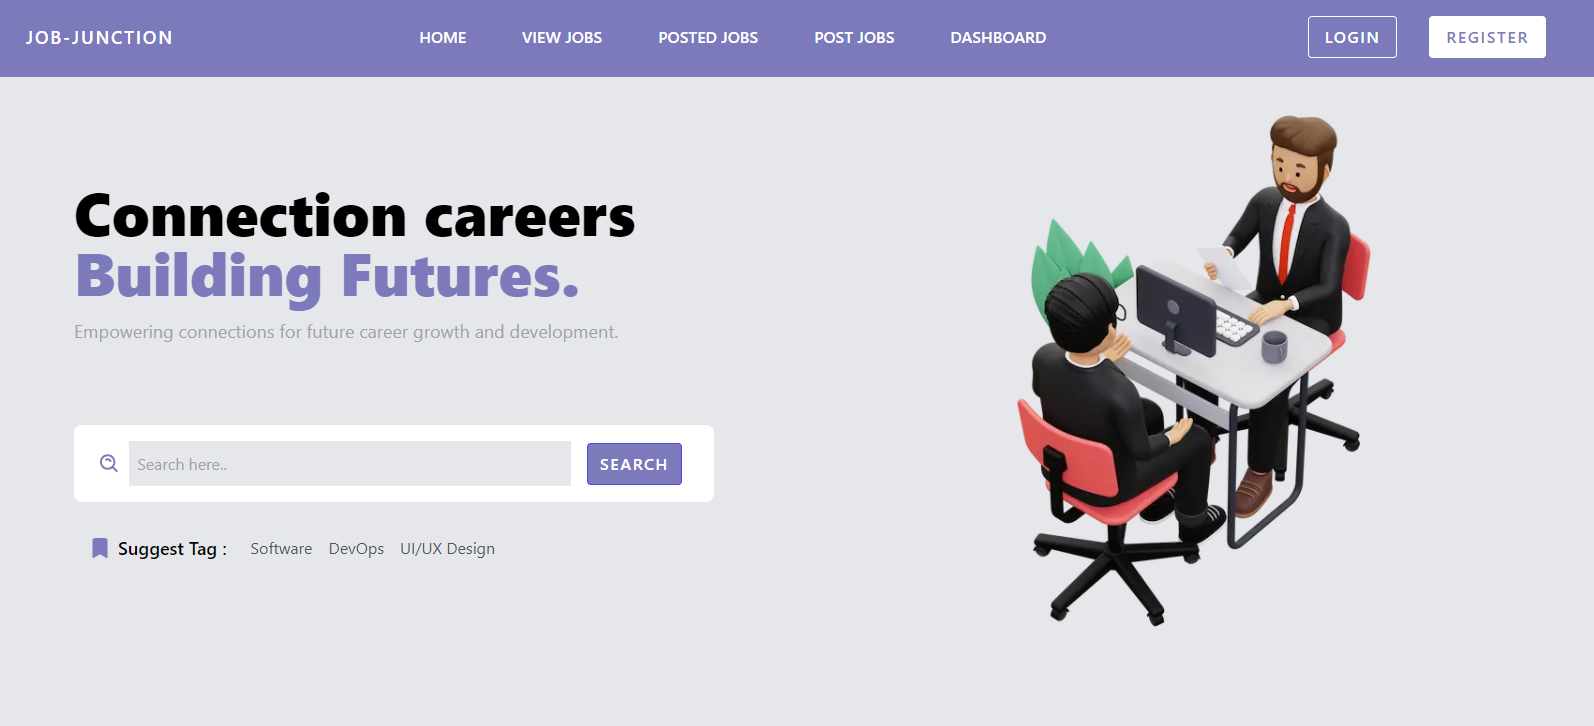 JOB-JUNCTION HOME VIEW JOBS POSTED JOBS POST JOBS DASHBOARD LOGIN REGISTER
Connection careers
Building Futures.
Empowering connections for future career growth and development.
Search here.. SEARCH
Suggest Tag : Software DevOps UI/UX Design